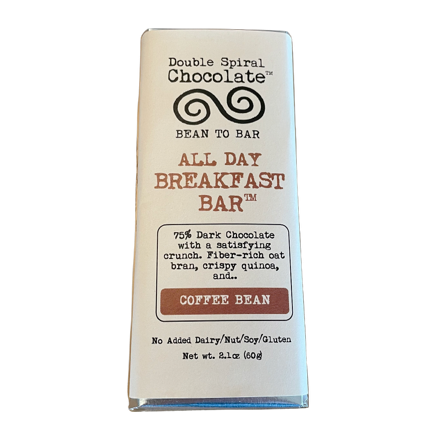 Double Spiral
Chocolate™
BEAN TO BAR
ALL DAY
BREAKFAST
BAR™
75% Dark Chocolate
with a satisfying
crunch. Fiber-rich oat
bran, crispy quinoa,
and..
COFFEE BEAN
No Added Dairy/Nut/Soy/Gluten
Net wt. 2.1oz (60g)